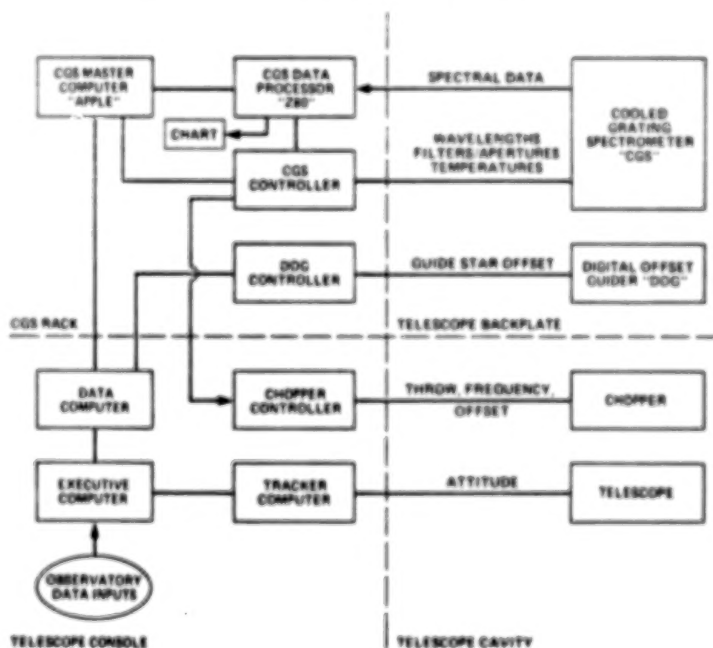 CGS MASTER
COMPUTER
"APPLE"
CGS DATA
PROCESSOR
"Z80"
SPECTRAL DATA
COOLED
GRATING
SPECTROMETER
"CGS"
CHART
WAVELENGTHS
FILTERS/APERTURES
TEMPERATURES
CGS
CONTROLLER
DOG
CONTROLLER
GUIDE STAR OFFSET
DIGITAL OFFSET
GUIDER "DOG"
CGS RACK
TELESCOPE BACKPLATE
DATA
COMPUTER
CHOPPER
CONTROLLER
THROW, FREQUENCY,
OFFSET
CHOPPER
EXECUTIVE
COMPUTER
TRACKER
COMPUTER
ATTITUDE
TELESCOPE
OBSERVATORY
DATA INPUTS
TELESCOPE CONSOLE
TELESCOPE CAVITY